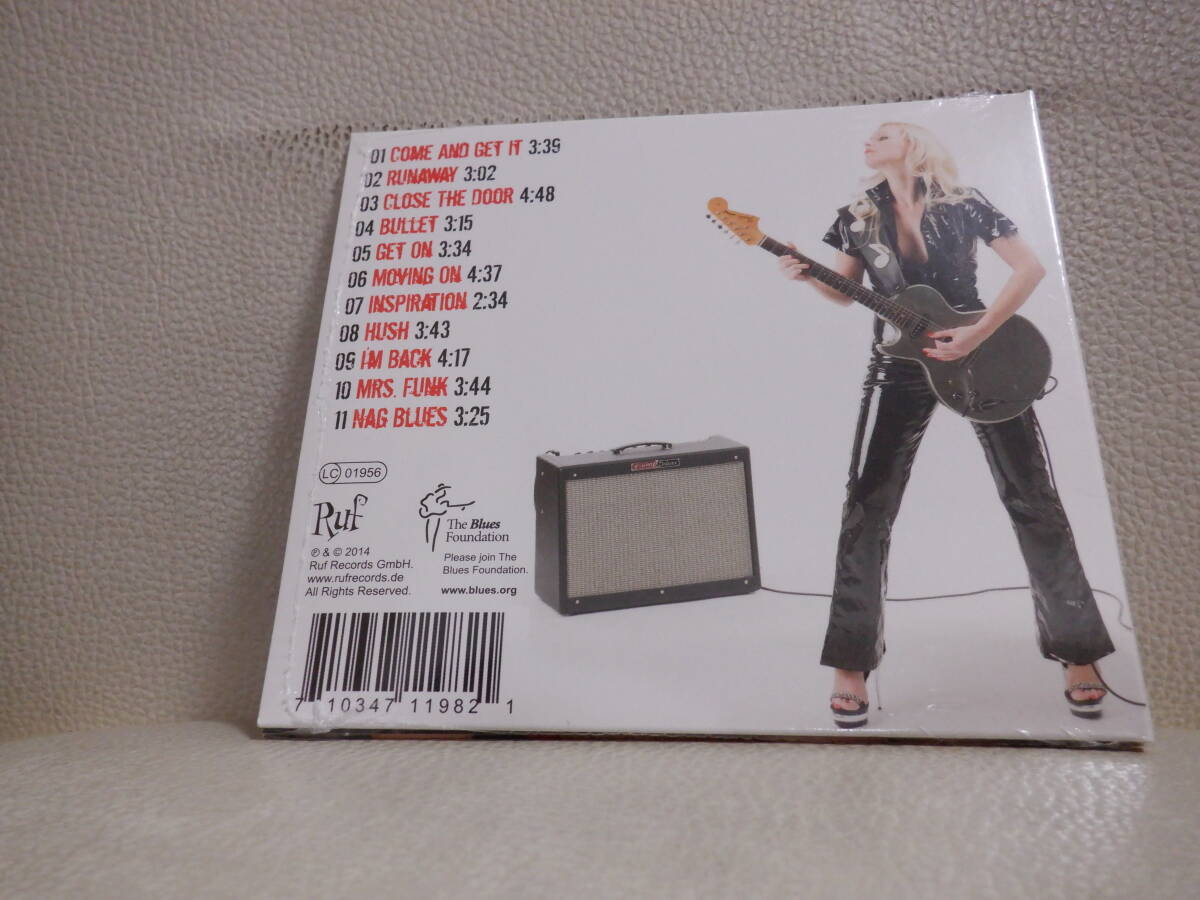 01 COME AND GET IT 3:39
02 RUNAWAY 3:02
03 CLOSE THE DOOR 4:48
04 BULLET 3:15
05 GET ON 3:34
06 MOVING ON 4:37
07 INSPIRATION 2:34
08 HUSH 3:43
09 I'M BACK 4:17
10 MRS. FUNK 3:44
11 NAG BLUES 3:25
LC 01956
Ruf
℗ & © 2014
Ruf Records GmbH.
www.rufrecords.de
All Rights Reserved.
The Blues
Foundation
Please join The
Blues Foundation.
www.blues.org
7 10347 11982 1